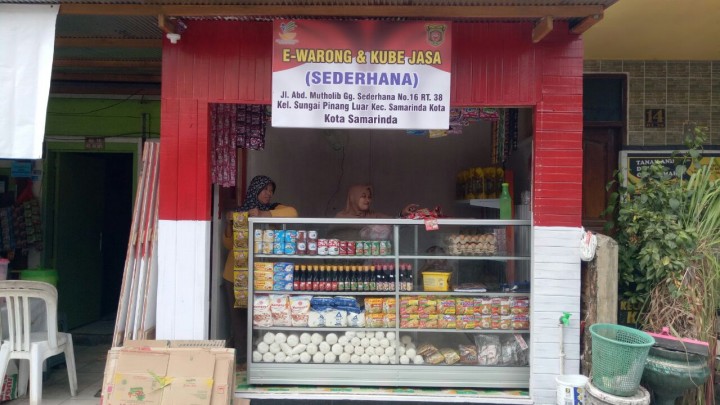 E-WARONG & KUBE JASA
(SEDERHANA)
Jl. Abd. Mutholib Gg. Sederhana No.16 RT. 38
Kel. Sungai Pinang Luar Kec. Samarinda Kota
Kota Samarinda
14